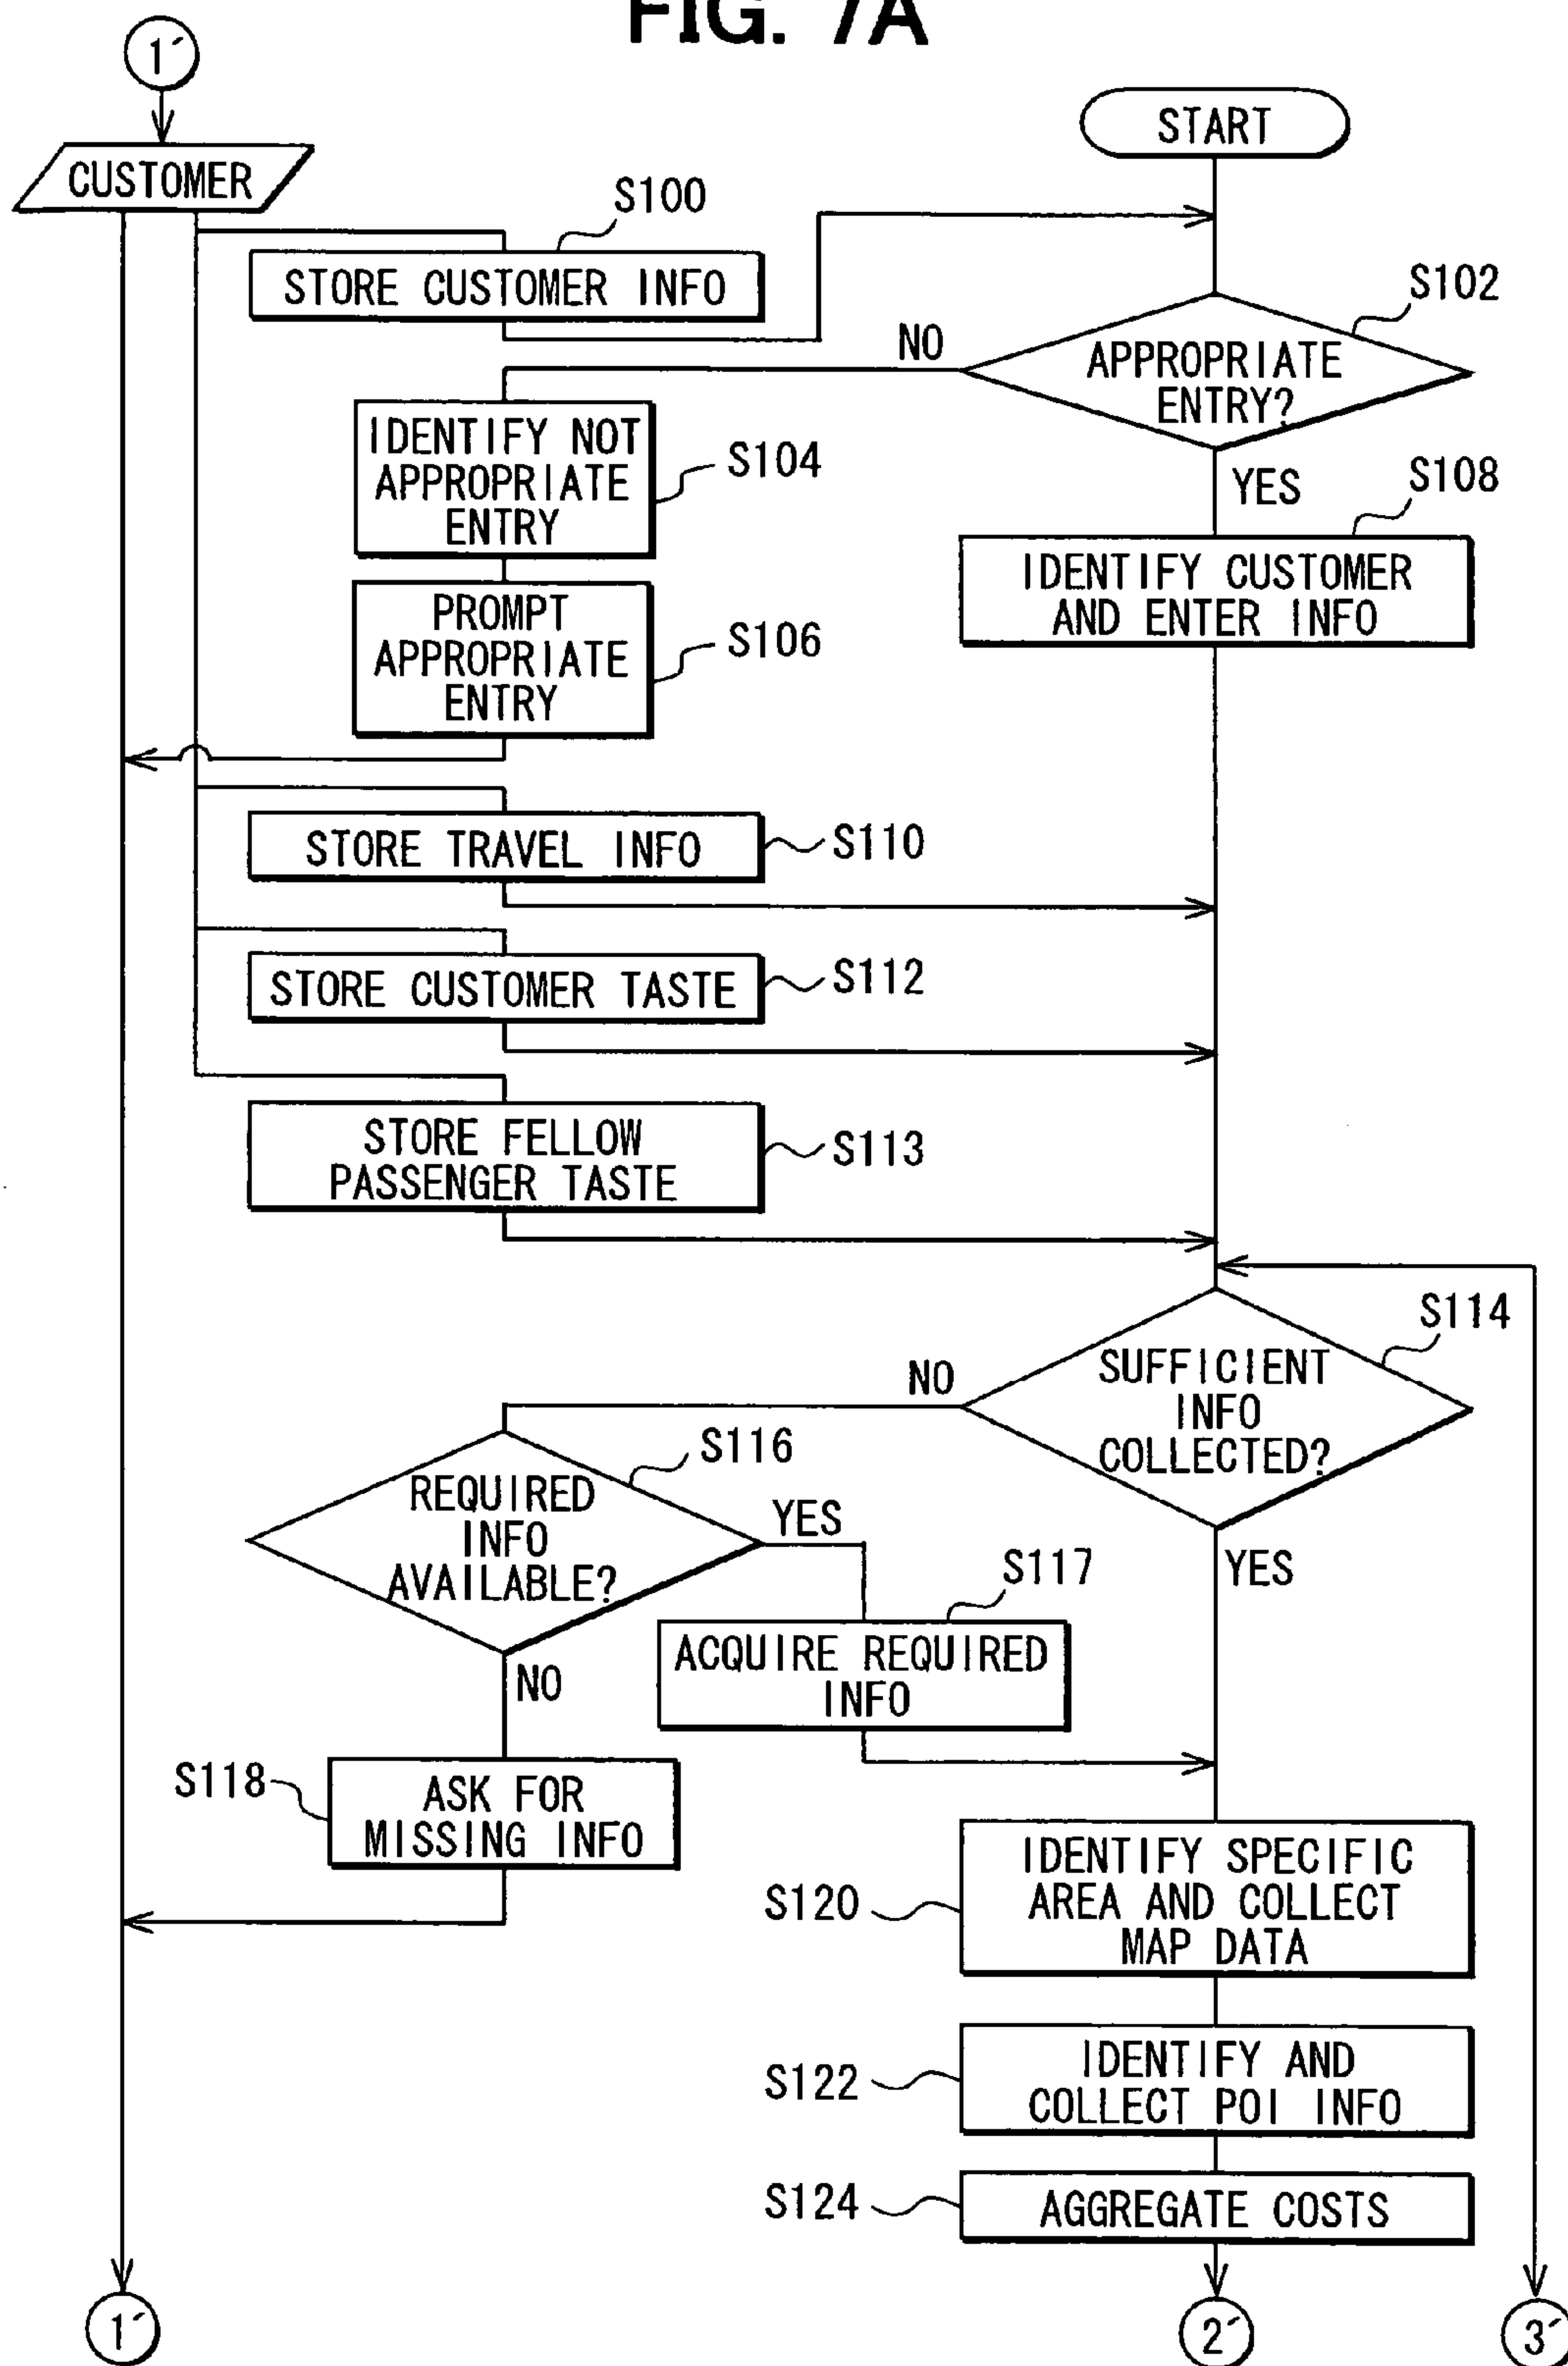 FIG. 7A
1´
START
CUSTOMER
S100
STORE CUSTOMER INFO
S102
NO
APPROPRIATE
ENTRY?
IDENTIFY NOT
APPROPRIATE
ENTRY
S104
YES
S108
IDENTIFY CUSTOMER
AND ENTER INFO
PROMPT
APPROPRIATE
ENTRY
S106
STORE TRAVEL INFO
S110
STORE CUSTOMER TASTE
S112
STORE FELLOW
PASSENGER TASTE
S113
S114
NO
SUFFICIENT
INFO
COLLECTED?
S116
REQUIRED
INFO
AVAILABLE?
YES
S117
YES
ACQUIRE REQUIRED
INFO
NO
S118
ASK FOR
MISSING INFO
S120
IDENTIFY SPECIFIC
AREA AND COLLECT
MAP DATA
S122
IDENTIFY AND
COLLECT POI INFO
S124
AGGREGATE COSTS
1´
2´
3´